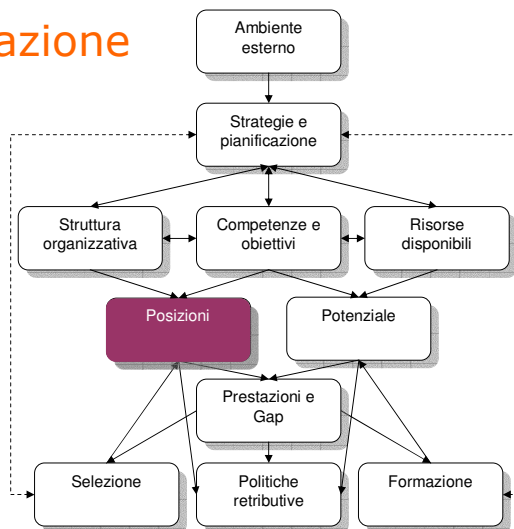 azione
Ambiente
esterno
Strategie e
pianificazione
Struttura
organizzativa
Competenze e
obiettivi
Risorse
disponibili
Posizioni
Potenziale
Prestazioni e
Gap
Selezione
Politiche
retributive
Formazione